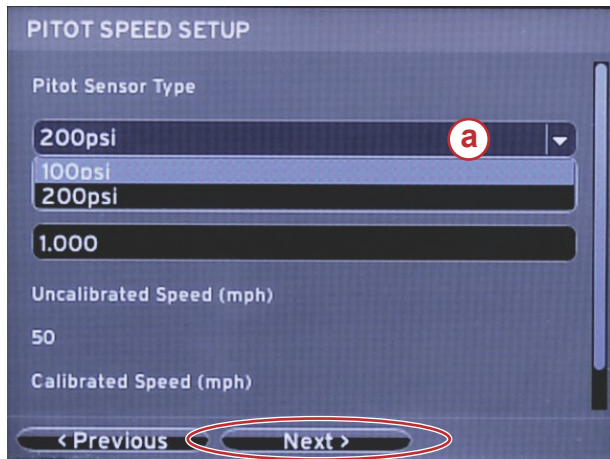 PITOT SPEED SETUP
Pitot Sensor Type
200psi
a
100psi
200psi
1.000
Uncalibrated Speed (mph)
50
Calibrated Speed (mph)
< Previous
Next >